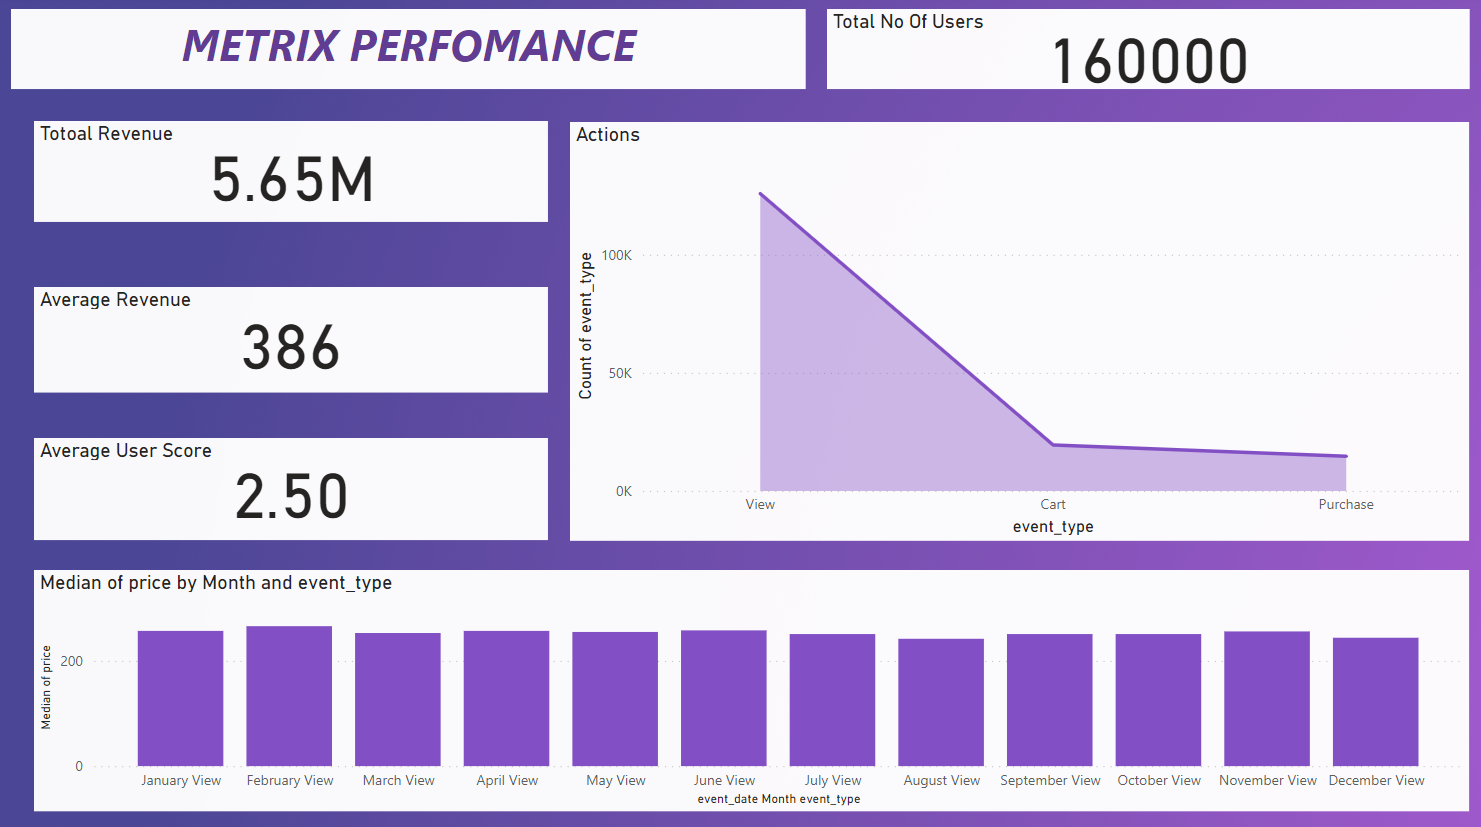 METRIX PERFOMANCE
Total No Of Users
160000
Totoal Revenue
5.65M
Average Revenue
386
Average User Score
2.50
Actions
Count of event_type
100K
50K
0K
View Cart Purchase
event_type
Median of price by Month and event_type
Median of price
200
0
January View February View March View April View May View June View July View August View September View October View November View December View
event_date Month event_type